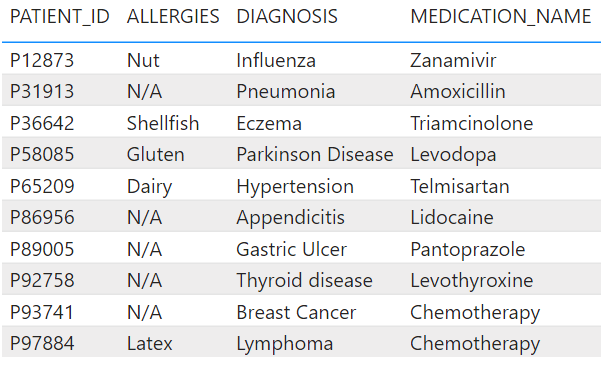 PATIENT_ID ALLERGIES DIAGNOSIS MEDICATION_NAME
P12873 Nut Influenza Zanamivir
P31913 N/A Pneumonia Amoxicillin
P36642 Shellfish Eczema Triamcinolone
P58085 Gluten Parkinson Disease Levodopa
P65209 Dairy Hypertension Telmisartan
P86956 N/A Appendicitis Lidocaine
P89005 N/A Gastric Ulcer Pantoprazole
P92758 N/A Thyroid disease Levothyroxine
P93741 N/A Breast Cancer Chemotherapy
P97884 Latex Lymphoma Chemotherapy